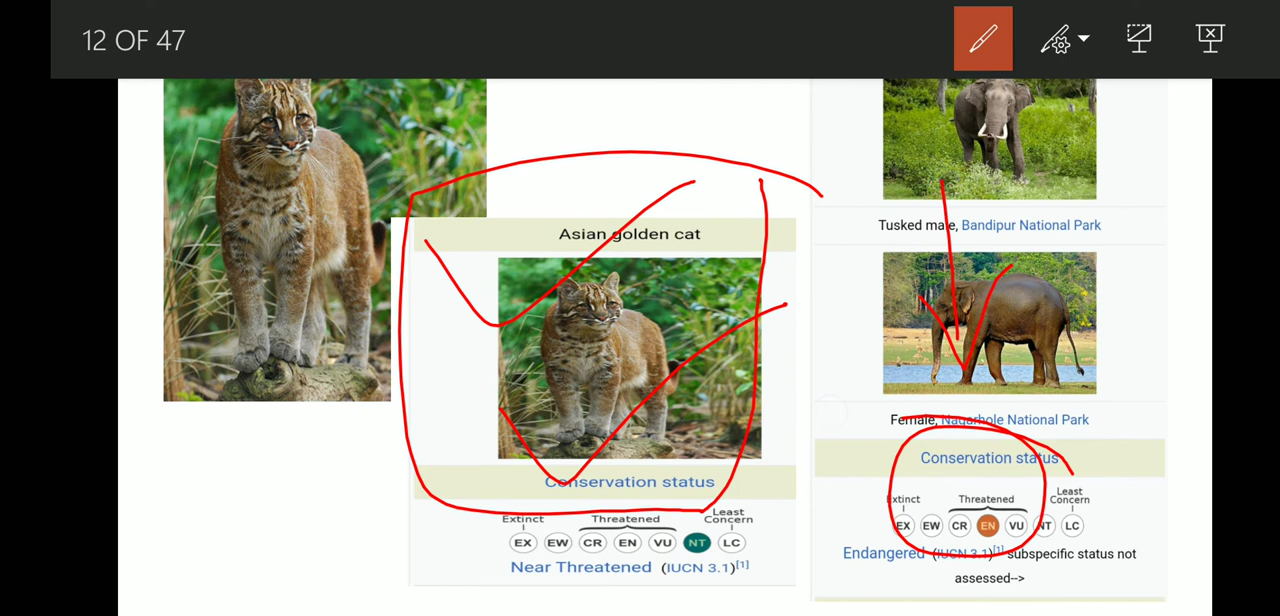 12 OF 47
Asian golden cat
Conservation status
Extinct
Threatened
Least
Concern
EX EW CR EN VU NT LC
Near Threatened (IUCN 3.1)[1]
Tusked male, Bandipur National Park
Female, Nagarhole National Park
Conservation status
Extinct
Threatened
Least
Concern
EX EW CR EN VU NT LC
Endangered (IUCN 3.1)[1] subspecific status not
assessed-->